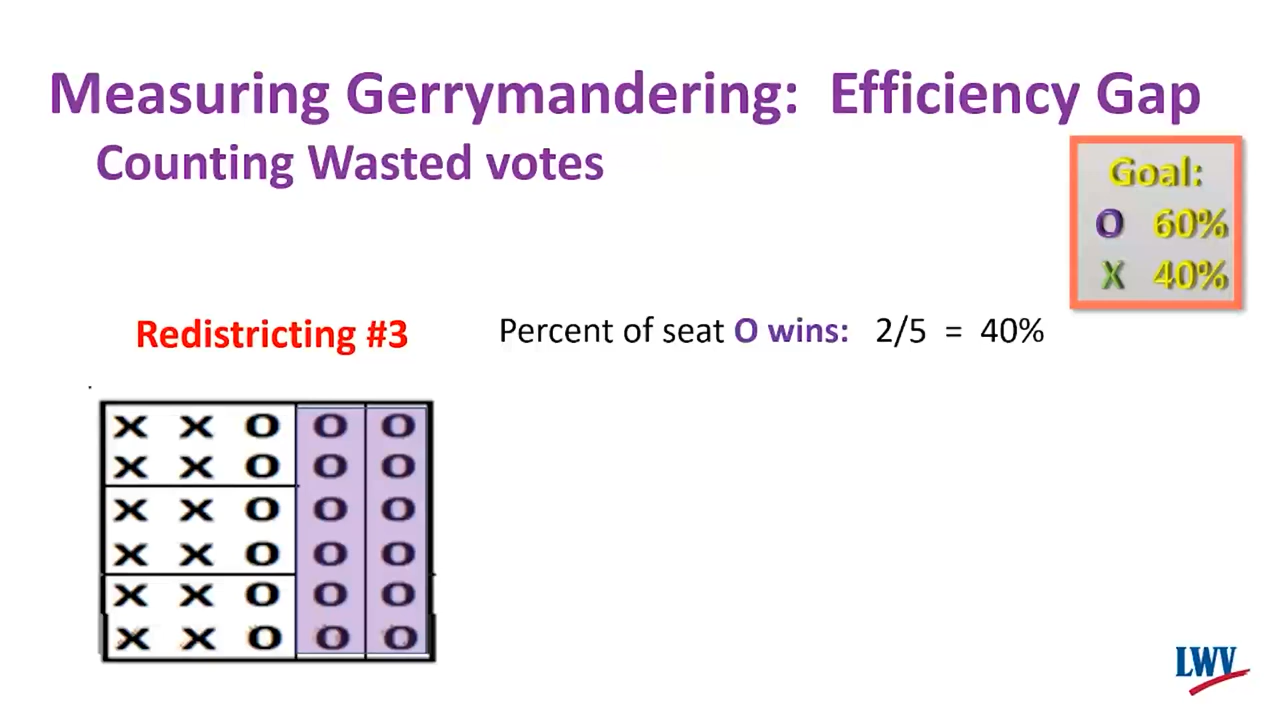 Measuring Gerrymandering: Efficiency Gap
Counting Wasted votes
Goal:
O 60%
X 40%
Redistricting #3
Percent of seat O wins: 2/5 = 40%
X X O O O
X X O O O
X X O O O
X X O O O
X X O O O
X X O O O
LWV